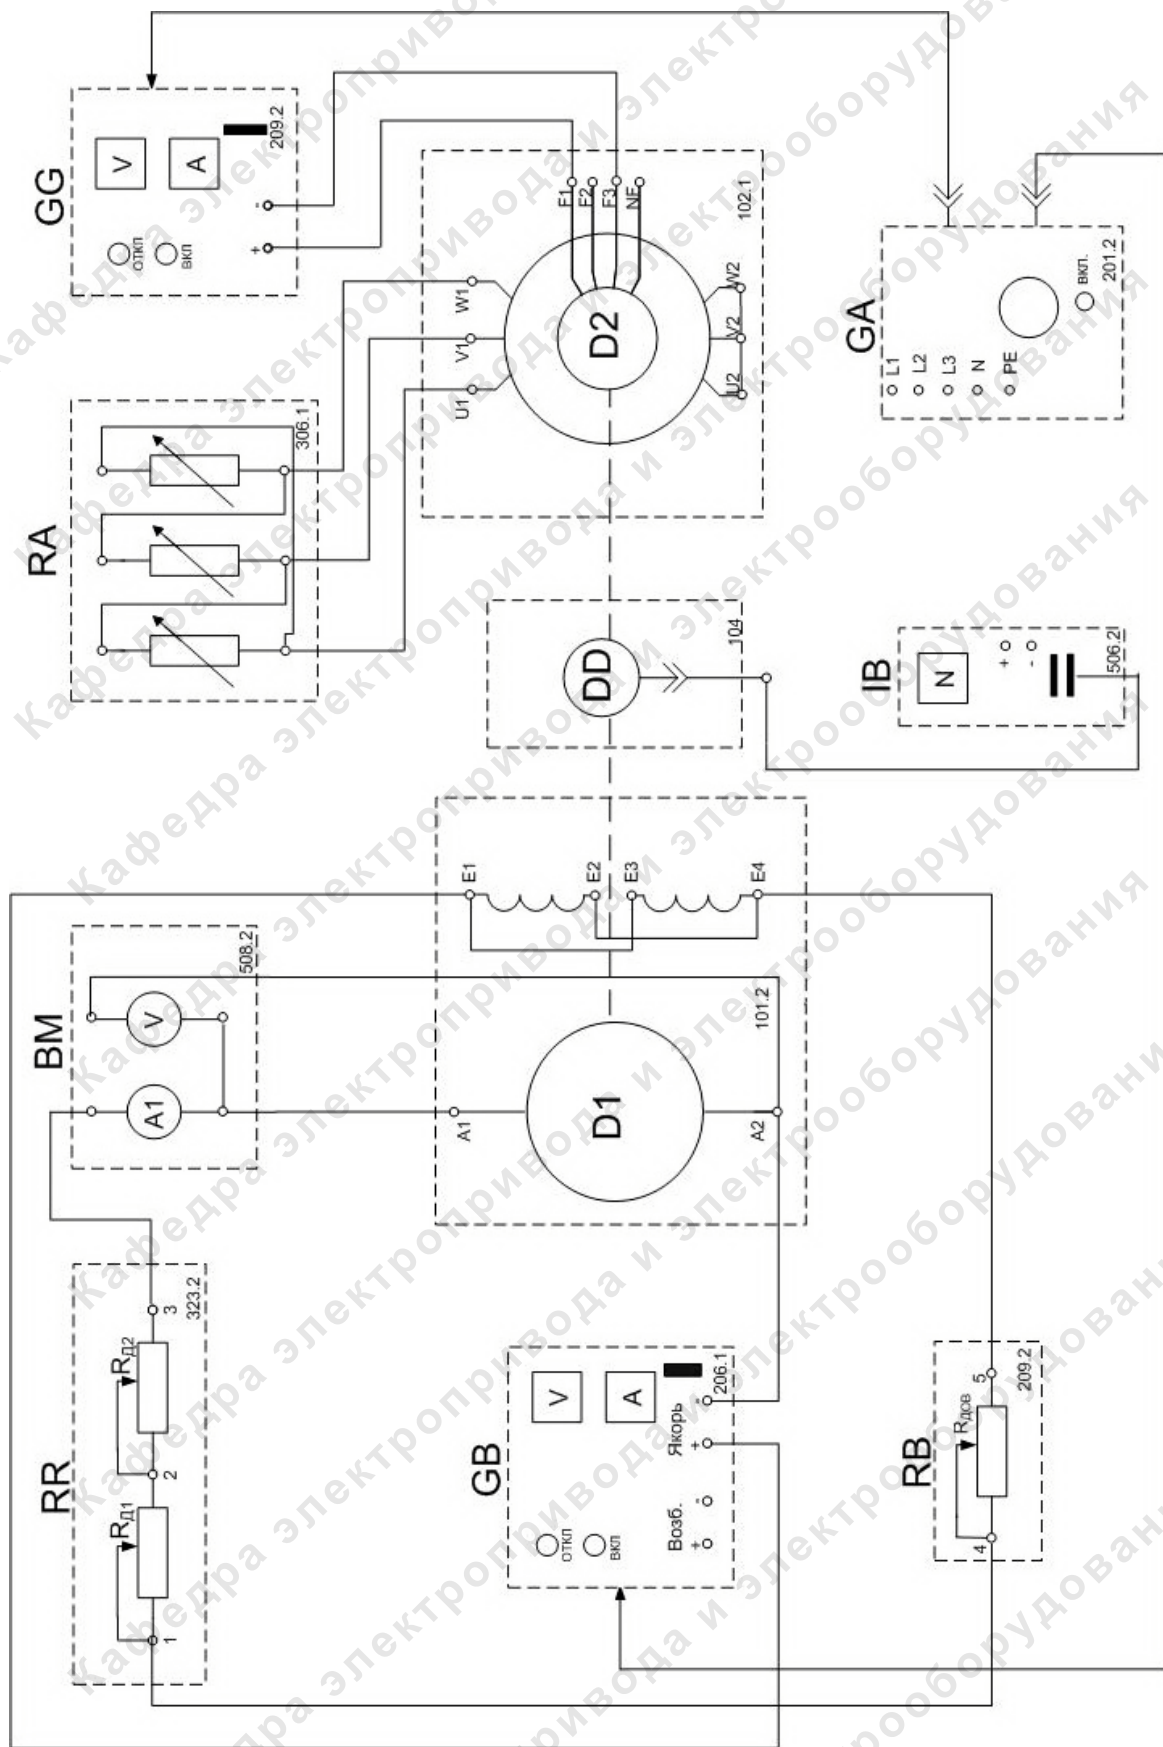 GG
V
A
209.2
ОТКЛ
ВКЛ
-
+
RA
306.1
W1
V1
U1
D2
F1
F2
F3
NF
102.1
W2
V2
U2
GA
L1
L2
L3
N
PE
ВКЛ.
201.2
DD
104
IB
N
+
-
506.2
BM
A1
V
508.2
E1
E2
E3
E4
D1
A1
A2
101.2
RR
RД1
RД2
1
2
3
323.2
GB
V
A
206.1
ОТКЛ
ВКЛ
Возб.
+ -
Якорь
+ -
RB
RДОВ
4
5
209.2
Кафедра электропривода и электрооборудования